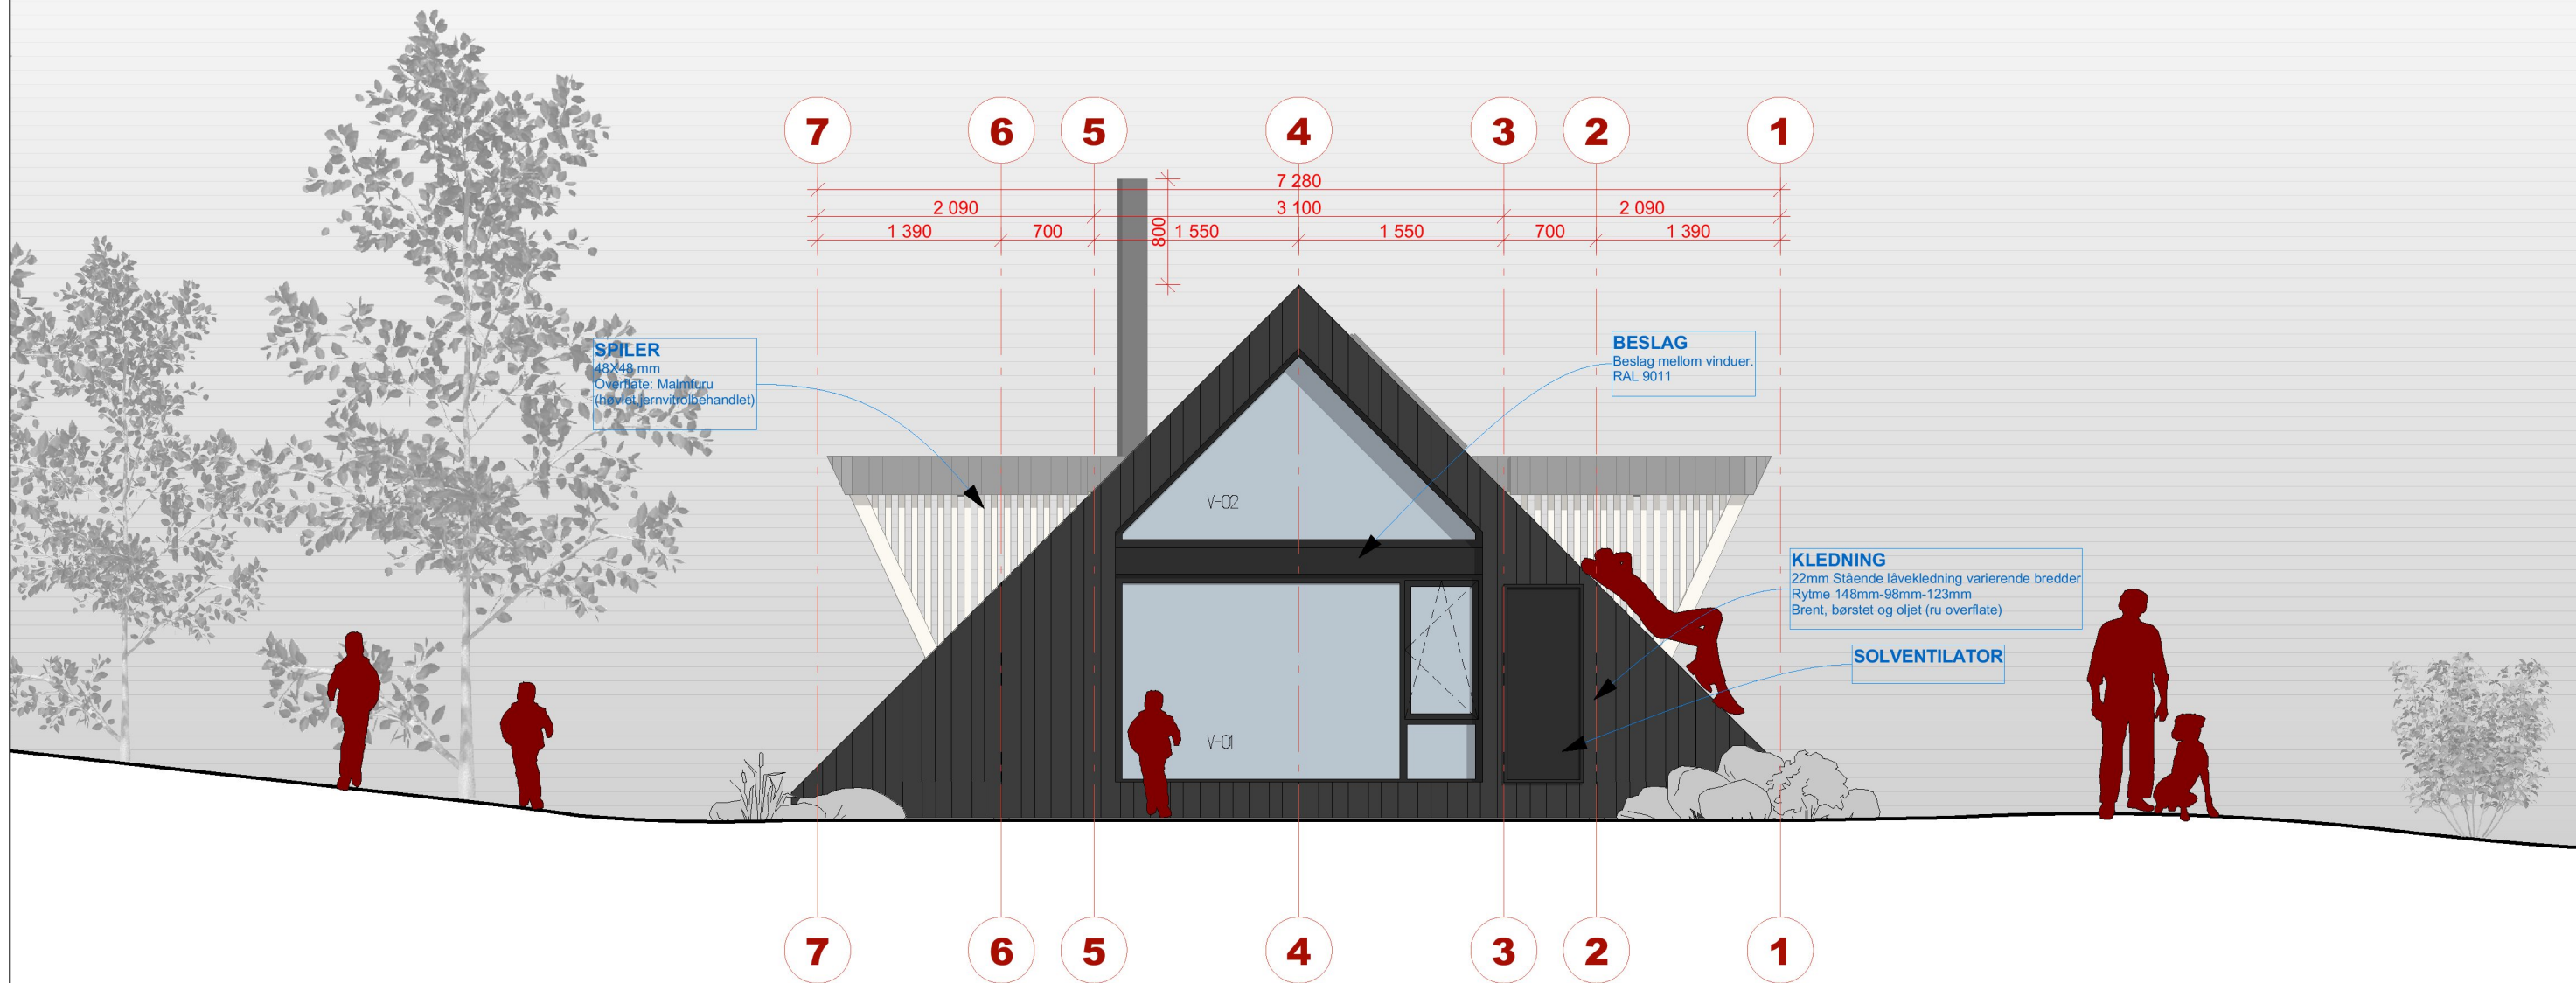 7 6 5 4 3 2 1
7 280
2 090 3 100 2 090
1 390 700 800 1 550 1 550 700 1 390
SPILER
48X48 mm
Overflate: Malmfuru
(høvlet,jernvitrolbehandlet)
BESLAG
Beslag mellom vinduer.
RAL 9011
V-02
KLEDNING
22mm Stående låvekledning varierende bredder
Rytme 148mm-98mm-123mm
Brent, børstet og oljet (ru overflate)
SOLVENTILATOR
V-01
7 6 5 4 3 2 1